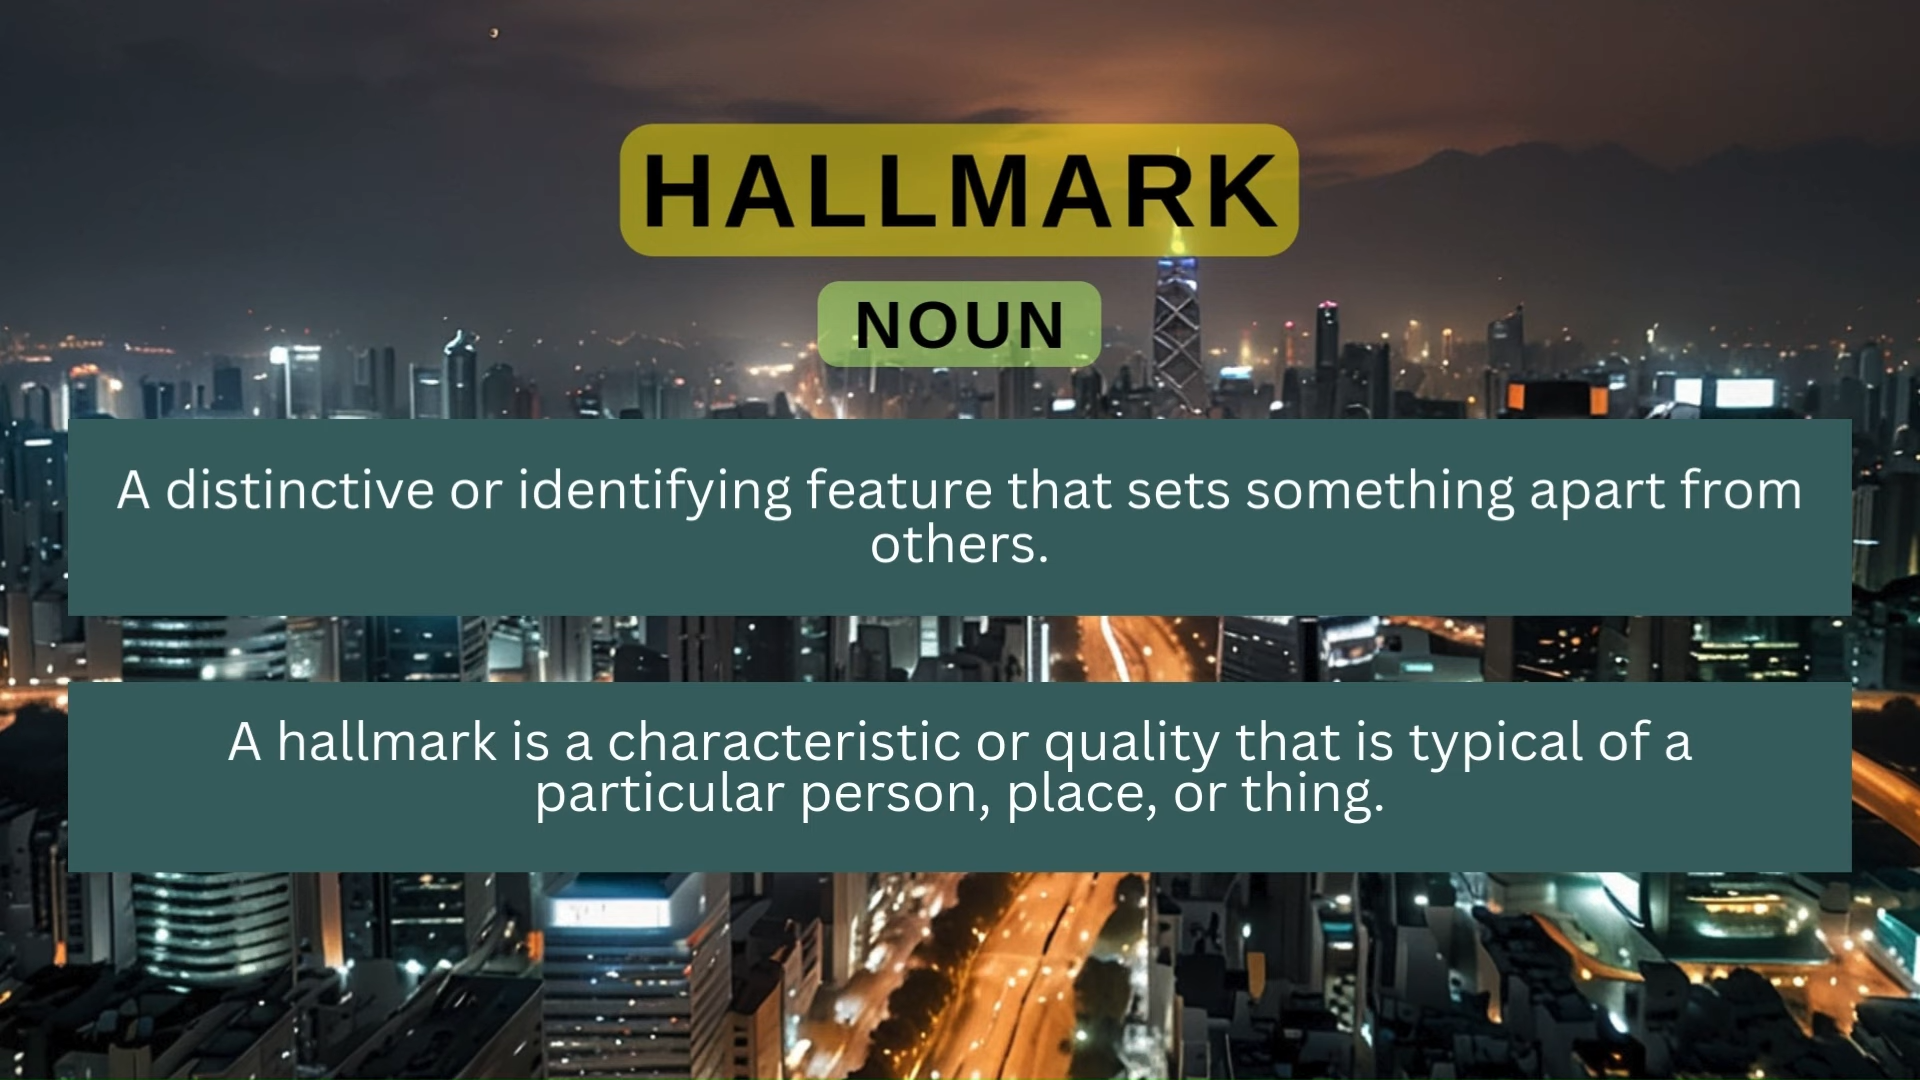 HALLMARK
NOUN
A distinctive or identifying feature that sets something apart from
others.
A hallmark is a characteristic or quality that is typical of a
particular person, place, or thing.